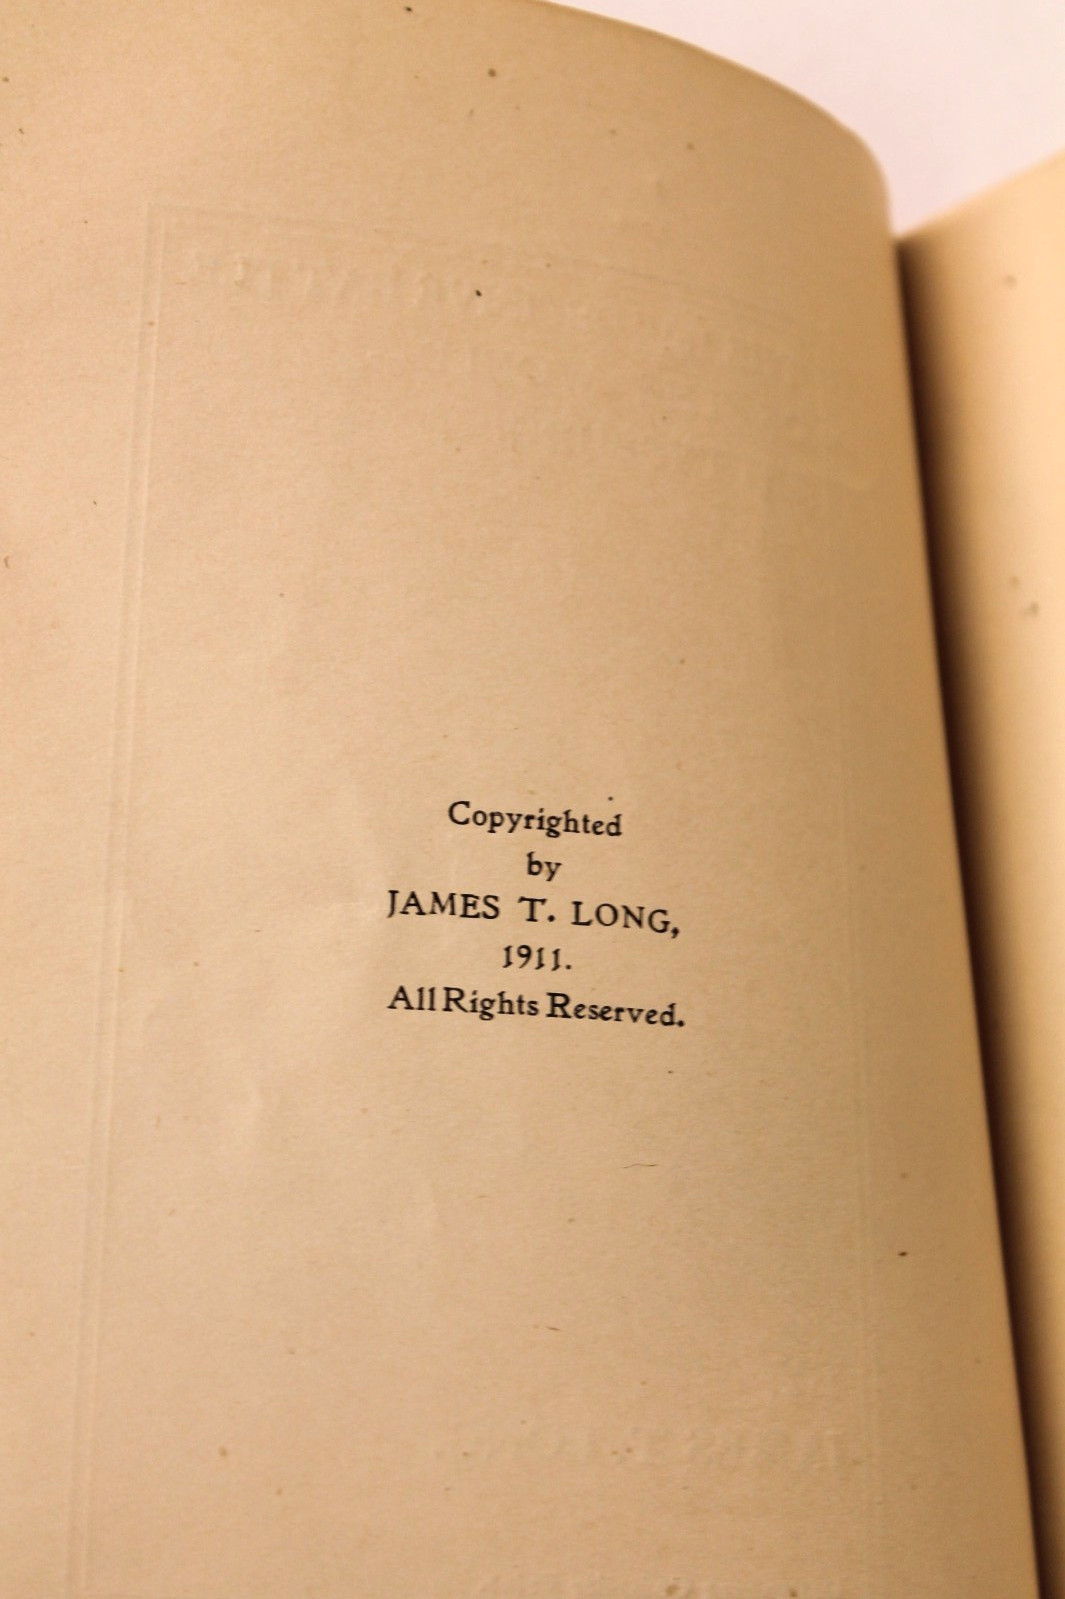 Copyrighted
by
JAMES T. LONG,
1911.
All Rights Reserved.